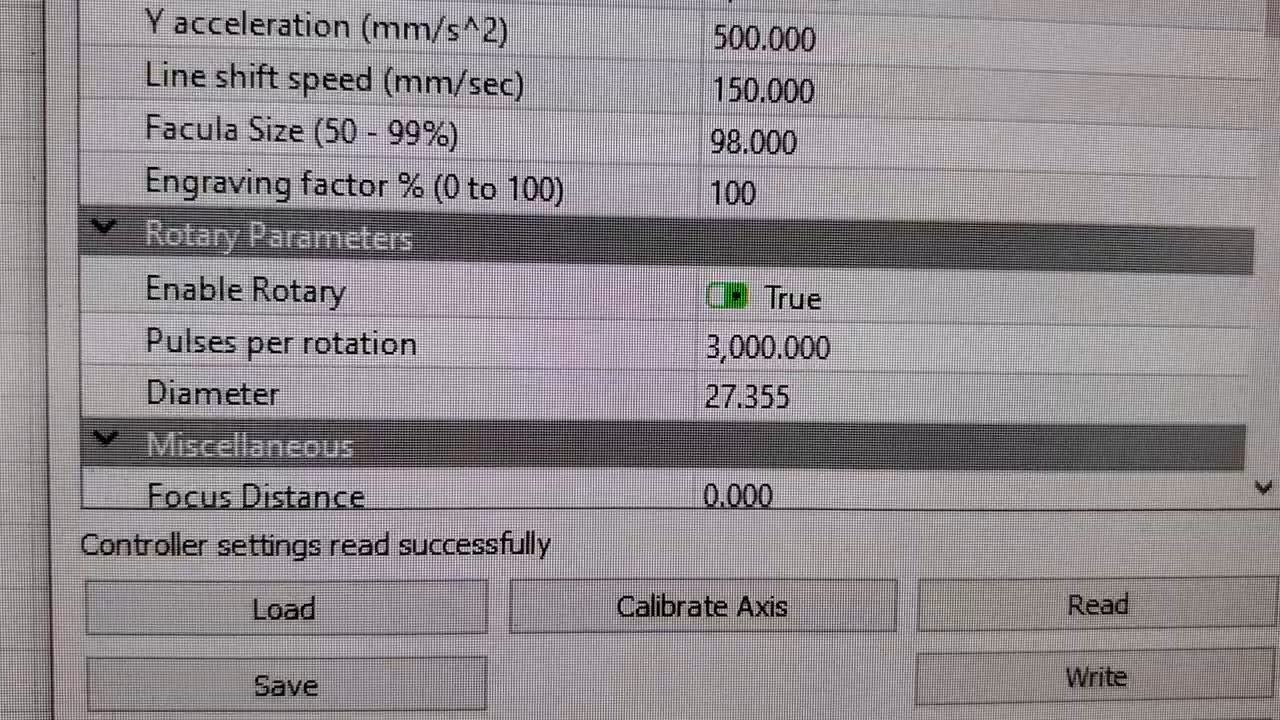 Y acceleration (mm/s^2) 500.000
Line shift speed (mm/sec) 150.000
Facula Size (50 - 99%) 98.000
Engraving factor % (0 to 100) 100
Rotary Parameters
Enable Rotary True
Pulses per rotation 3,000.000
Diameter 27.355
Miscellaneous
Focus Distance 0.000
Controller settings read successfully
Load Calibrate Axis Read
Save Write